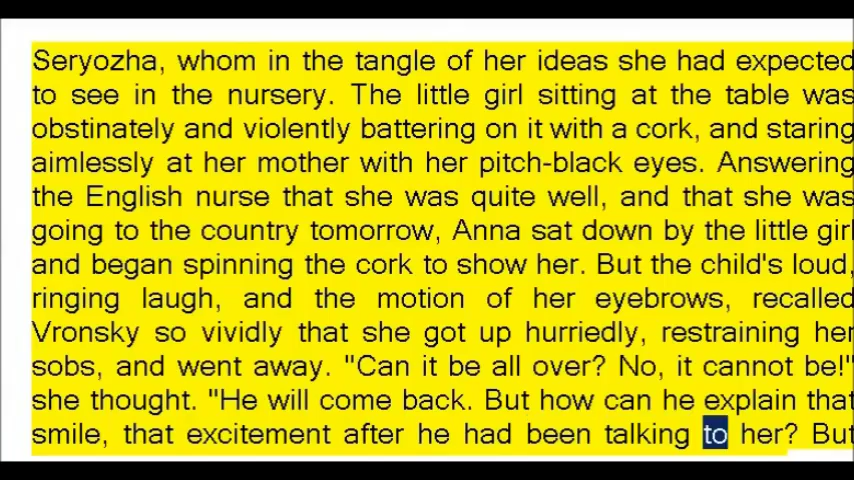 Seryozha, whom in the tangle of her ideas she had expected
to see in the nursery. The little girl sitting at the table was
obstinately and violently battering on it with a cork, and staring
aimlessly at her mother with her pitch-black eyes. Answering
the English nurse that she was quite well, and that she was
going to the country tomorrow, Anna sat down by the little girl
and began spinning the cork to show her. But the child's loud,
ringing laugh, and the motion of her eyebrows, recalled
Vronsky so vividly that she got up hurriedly, restraining her
sobs, and went away. "Can it be all over? No, it cannot be!"
she thought. "He will come back. But how can he explain that
smile, that excitement after he had been talking to her? But